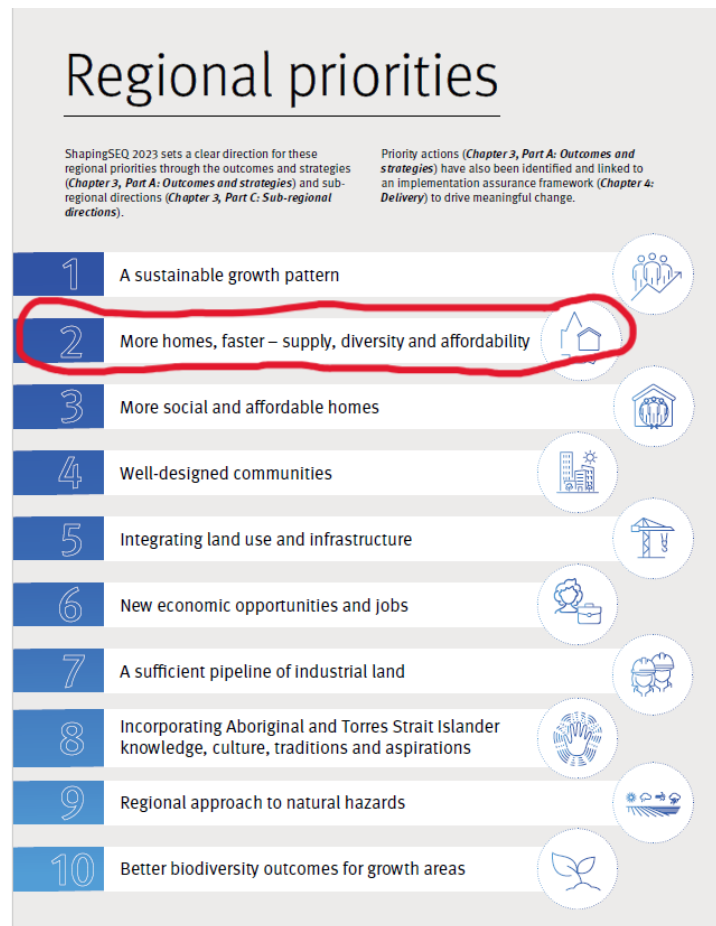 Regional priorities
ShapingSEQ 2023 sets a clear direction for these
regional priorities through the outcomes and strategies
(Chapter 3, Part A: Outcomes and strategies) and sub-
regional directions (Chapter 3, Part C: Sub-regional
directions).
Priority actions (Chapter 3, Part A: Outcomes and
strategies) have also been identified and linked to
an implementation assurance framework (Chapter 4:
Delivery) to drive meaningful change.
1 A sustainable growth pattern
2 More homes, faster – supply, diversity and affordability
3 More social and affordable homes
4 Well-designed communities
5 Integrating land use and infrastructure
6 New economic opportunities and jobs
7 A sufficient pipeline of industrial land
8 Incorporating Aboriginal and Torres Strait Islander
knowledge, culture, traditions and aspirations
9 Regional approach to natural hazards
10 Better biodiversity outcomes for growth areas